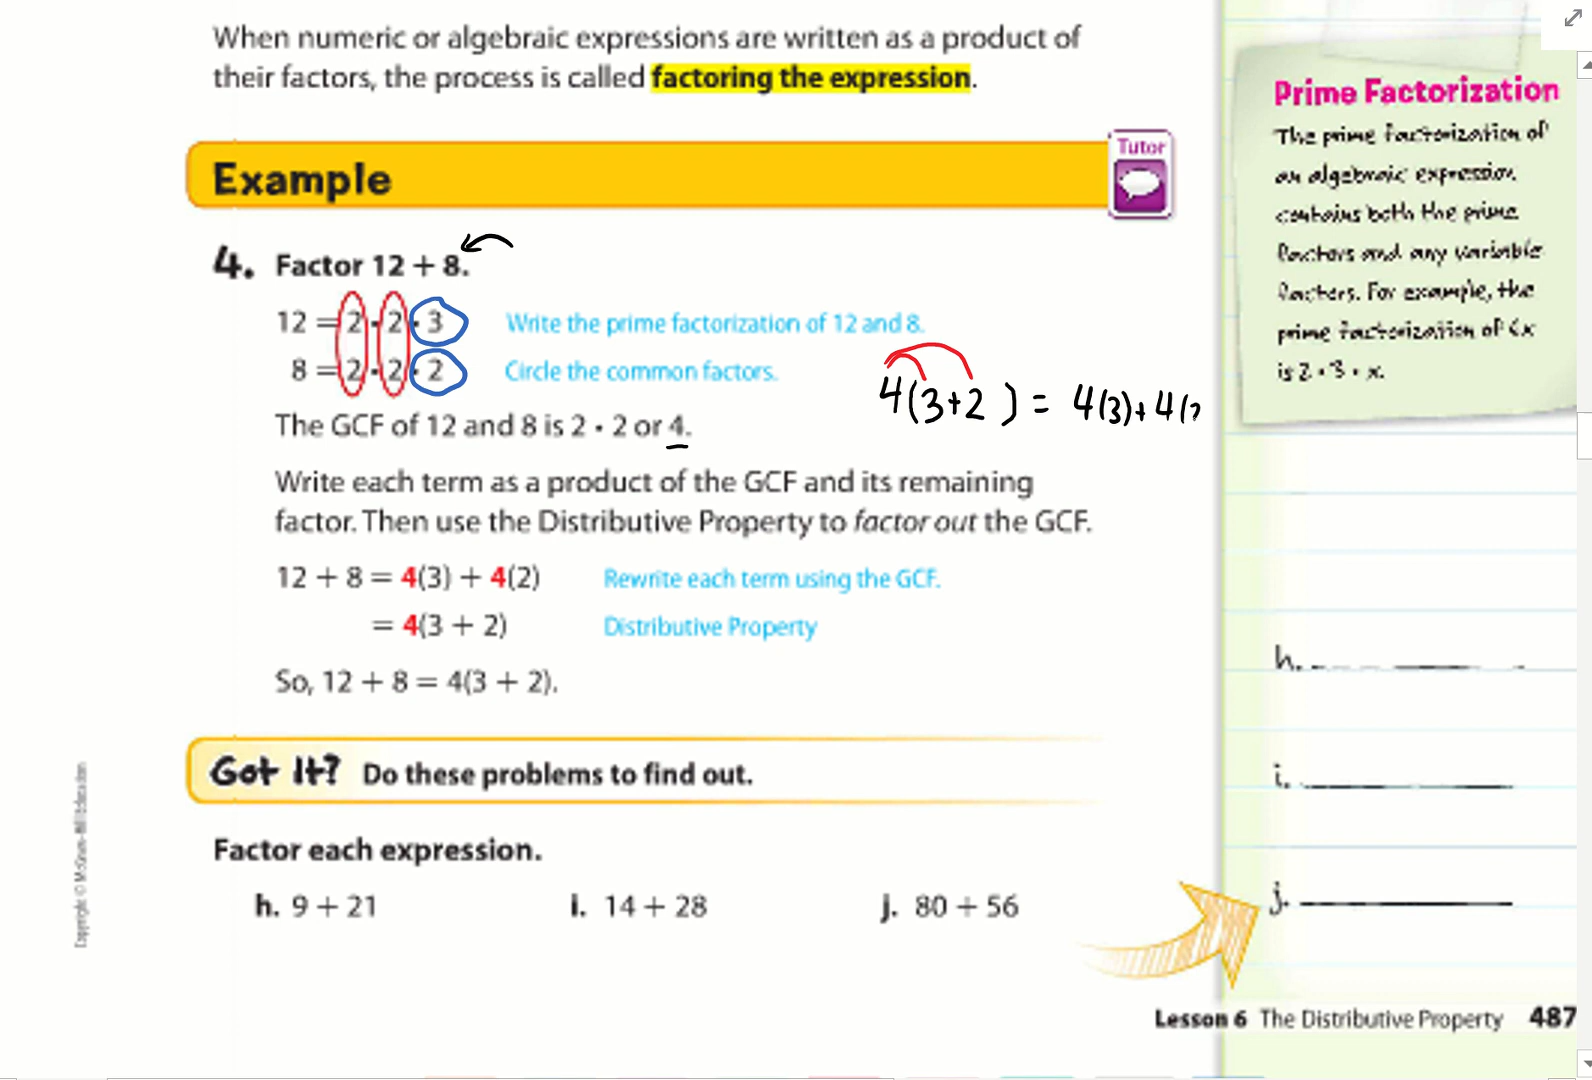 When numeric or algebraic expressions are written as a product of
their factors, the process is called factoring the expression.
Example
Tutor
4. Factor 12 + 8.
12 = 2 · 2 · 3 Write the prime factorization of 12 and 8.
8 = 2 · 2 · 2 Circle the common factors.
4(3+2) = 4(3)+4(2
The GCF of 12 and 8 is 2 · 2 or 4.
Write each term as a product of the GCF and its remaining
factor. Then use the Distributive Property to factor out the GCF.
12 + 8 = 4(3) + 4(2) Rewrite each term using the GCF.
= 4(3 + 2) Distributive Property
So, 12 + 8 = 4(3 + 2).
Got It? Do these problems to find out.
Factor each expression.
h. 9 + 21 i. 14 + 28 j. 80 + 56
Prime Factorization
The prime factorization of
an algebraic expression
contains both the prime
factors and any variable
factors. For example, the
prime factorization of 6x
is 2 · 3 · x.
h.
i.
j.
Copyright © McGraw-Hill Education
Lesson 6 The Distributive Property 487